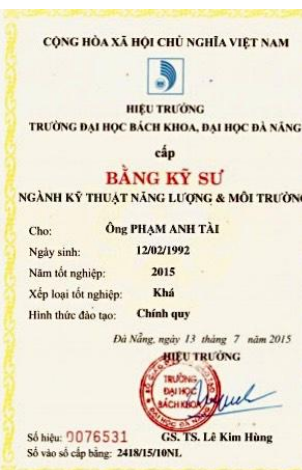 CỘNG HÒA XÃ HỘI CHỦ NGHĨA VIỆT NAM
HIỆU TRƯỞNG
TRƯỜNG ĐẠI HỌC BÁCH KHOA, ĐẠI HỌC ĐÀ NẴNG
cấp
BẰNG KỸ SƯ
NGÀNH KỸ THUẬT NĂNG LƯỢNG & MÔI TRƯỜNG
Cho: Ông PHẠM ANH TÀI
Ngày sinh: 12/02/1992
Năm tốt nghiệp: 2015
Xếp loại tốt nghiệp: Khá
Hình thức đào tạo: Chính quy
Đà Nẵng, ngày 13 tháng 7 năm 2015
HIỆU TRƯỞNG
TRƯỜNG
ĐẠI HỌC
BÁCH KHOA
Số hiệu: 0076531 GS. TS. Lê Kim Hùng
Số vào sổ cấp bằng: 2418/15/10NL